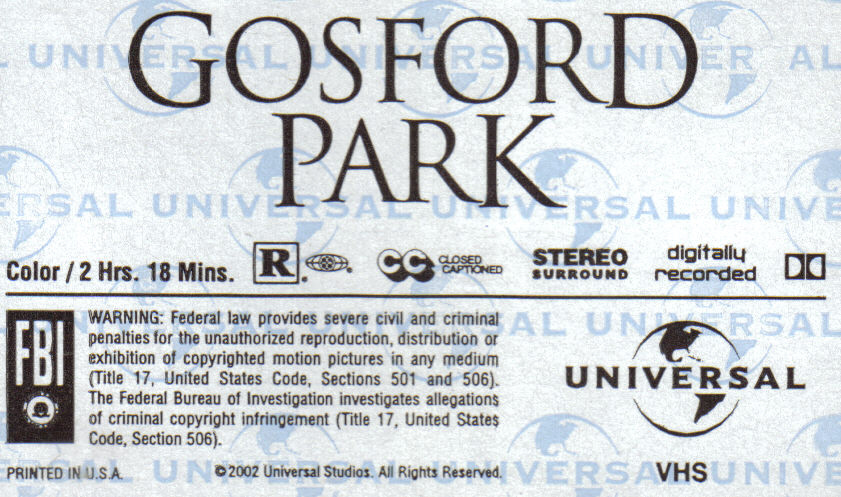 GOSFORD
PARK
Color / 2 Hrs. 18 Mins. R CC CLOSED CAPTIONED STEREO SURROUND digitally recorded
FBI
WARNING: Federal law provides severe civil and criminal
penalties for the unauthorized reproduction, distribution or
exhibition of copyrighted motion pictures in any medium
(Title 17, United States Code, Sections 501 and 506).
The Federal Bureau of Investigation investigates allegations
of criminal copyright infringement (Title 17, United States
Code, Section 506).
UNIVERSAL
PRINTED IN U.S.A. ©2002 Universal Studios. All Rights Reserved. VHS